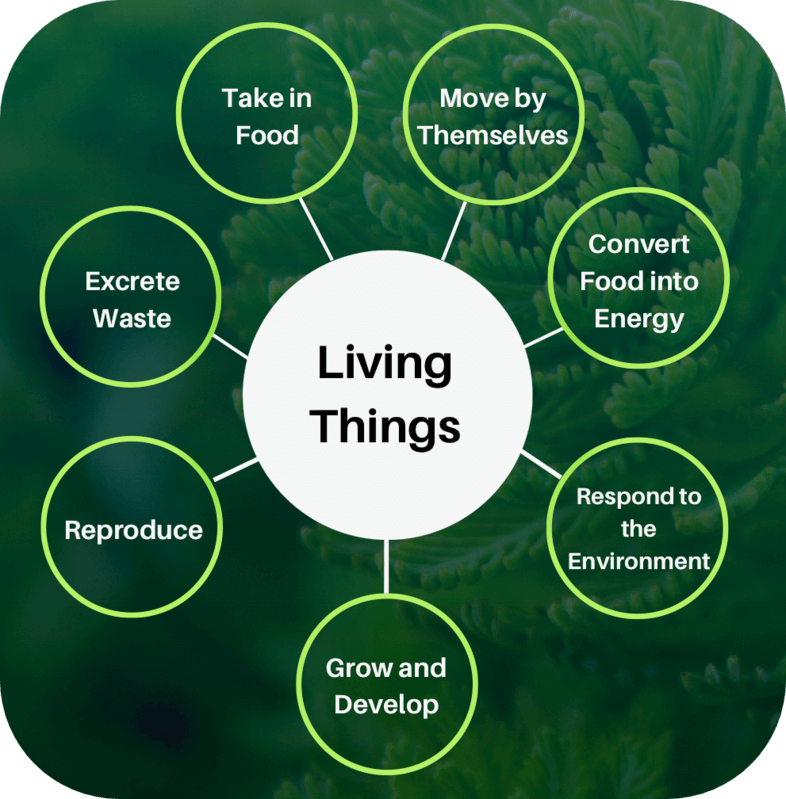 Take in
Food
Move by
Themselves
Convert
Food into
Energy
Excrete
Waste
Living
Things
Respond to
the
Environment
Reproduce
Grow and
Develop